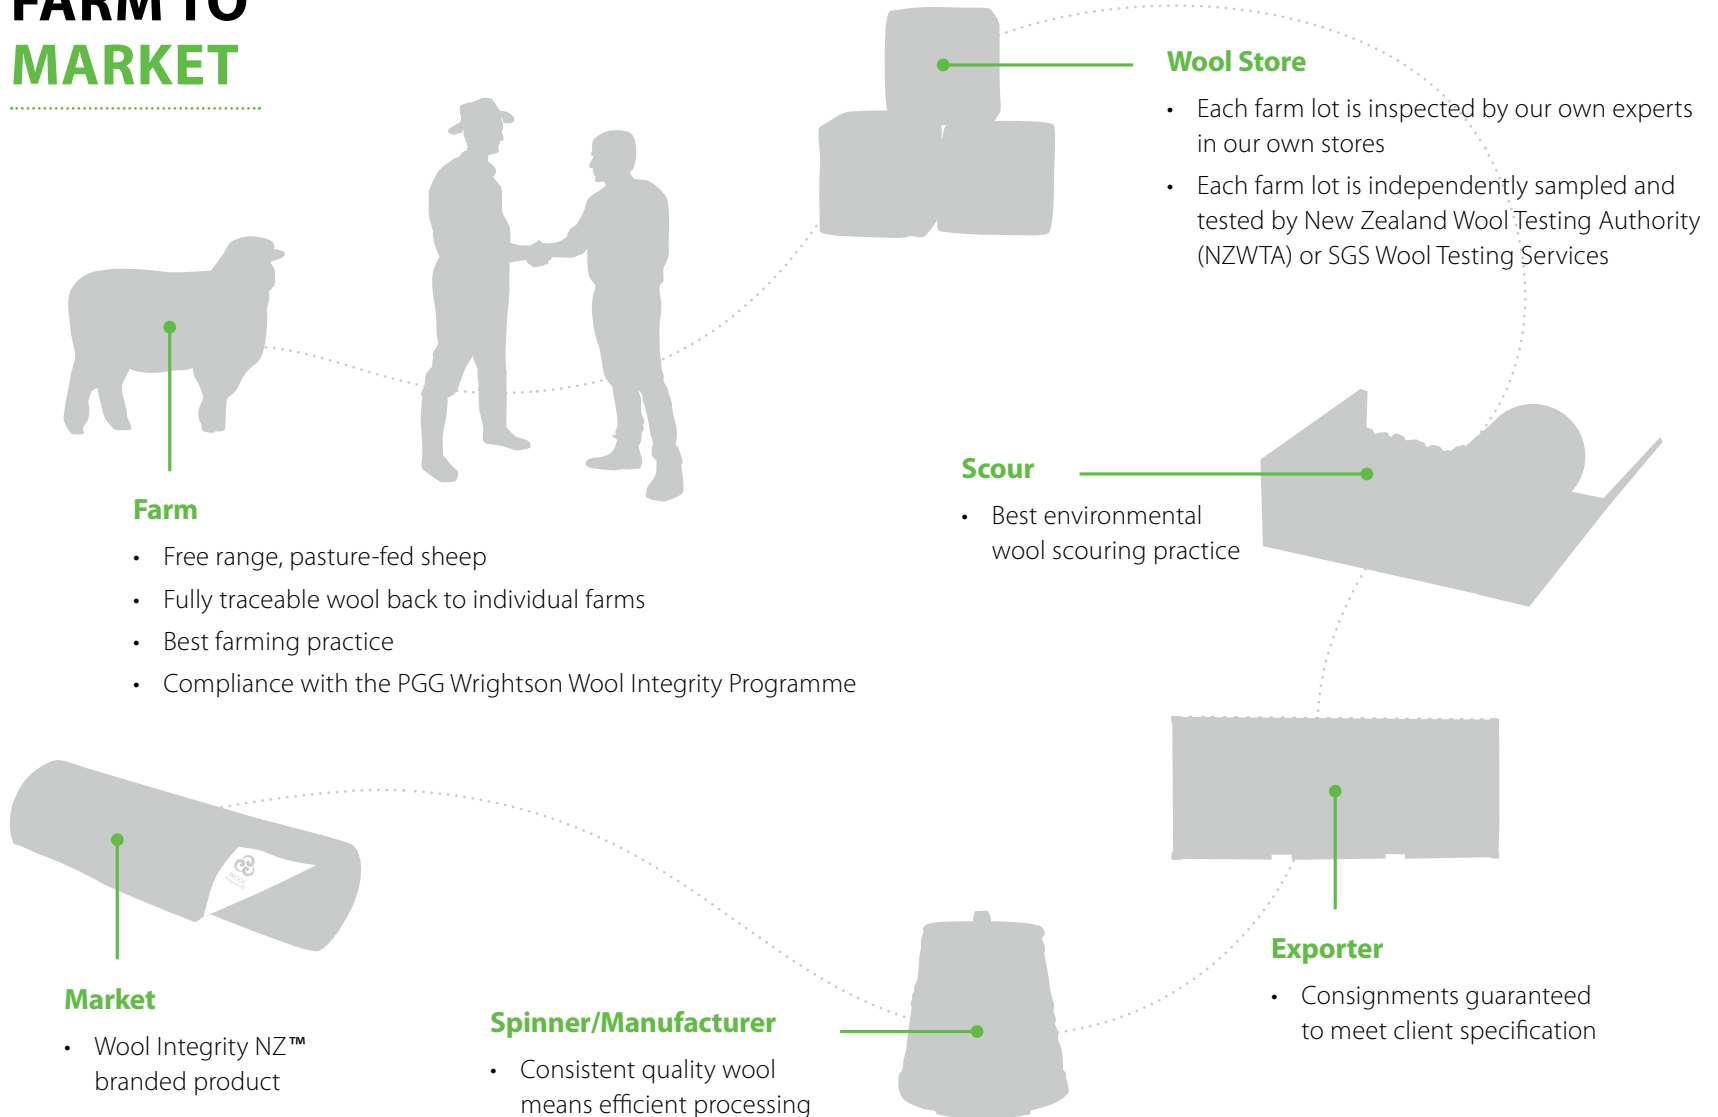 FARM TO
MARKET
Wool Store
• Each farm lot is inspected by our own experts
in our own stores
• Each farm lot is independently sampled and
tested by New Zealand Wool Testing Authority
(NZWTA) or SGS Wool Testing Services
Farm
• Free range, pasture-fed sheep
• Fully traceable wool back to individual farms
• Best farming practice
• Compliance with the PGG Wrightson Wool Integrity Programme
Scour
• Best environmental
wool scouring practice
Exporter
• Consignments guaranteed
to meet client specification
Spinner/Manufacturer
• Consistent quality wool
means efficient processing
Market
• Wool Integrity NZ™
branded product
WOOL